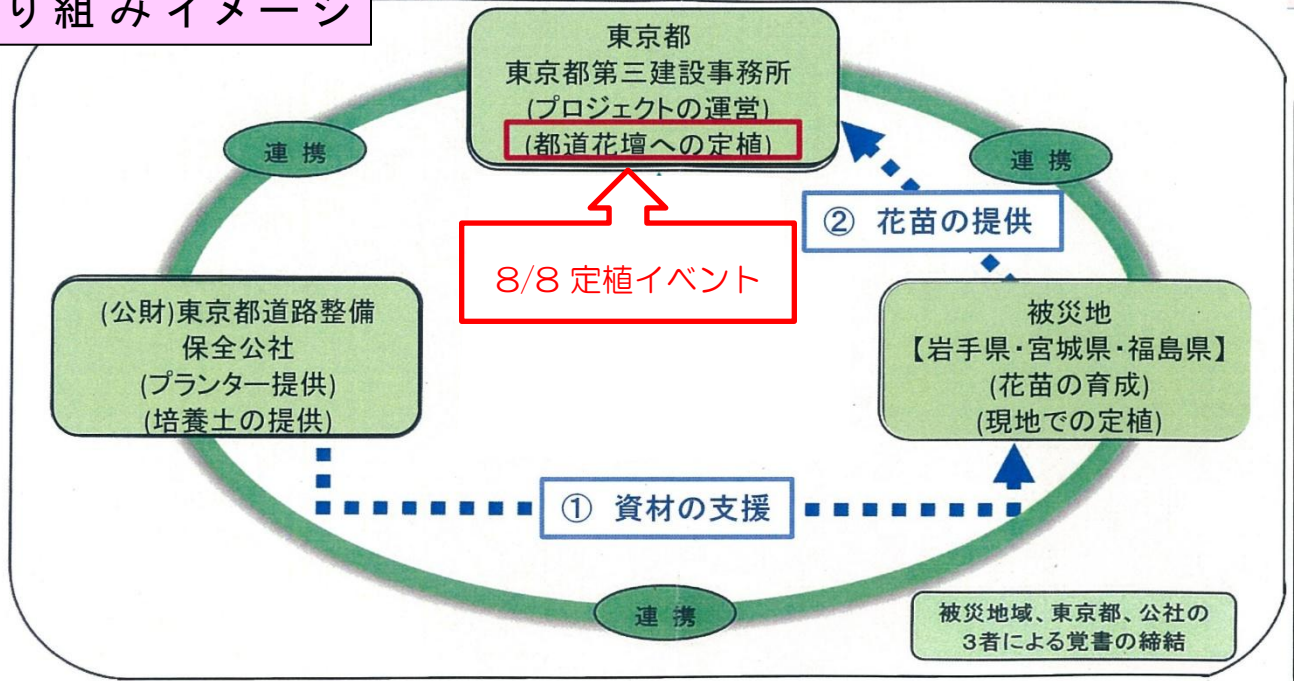 り組みイメージ
東京都
東京都第三建設事務所
(プロジェクトの運営)
(都道花壇への定植)
連携
連携
② 花苗の提供
8/8 定植イベント
(公財)東京都道路整備
保全公社
(プランター提供)
(培養土の提供)
被災地
【岩手県・宮城県・福島県】
(花苗の育成)
(現地での定植)
① 資材の支援
連携
被災地域、東京都、公社の
3者による覚書の締結